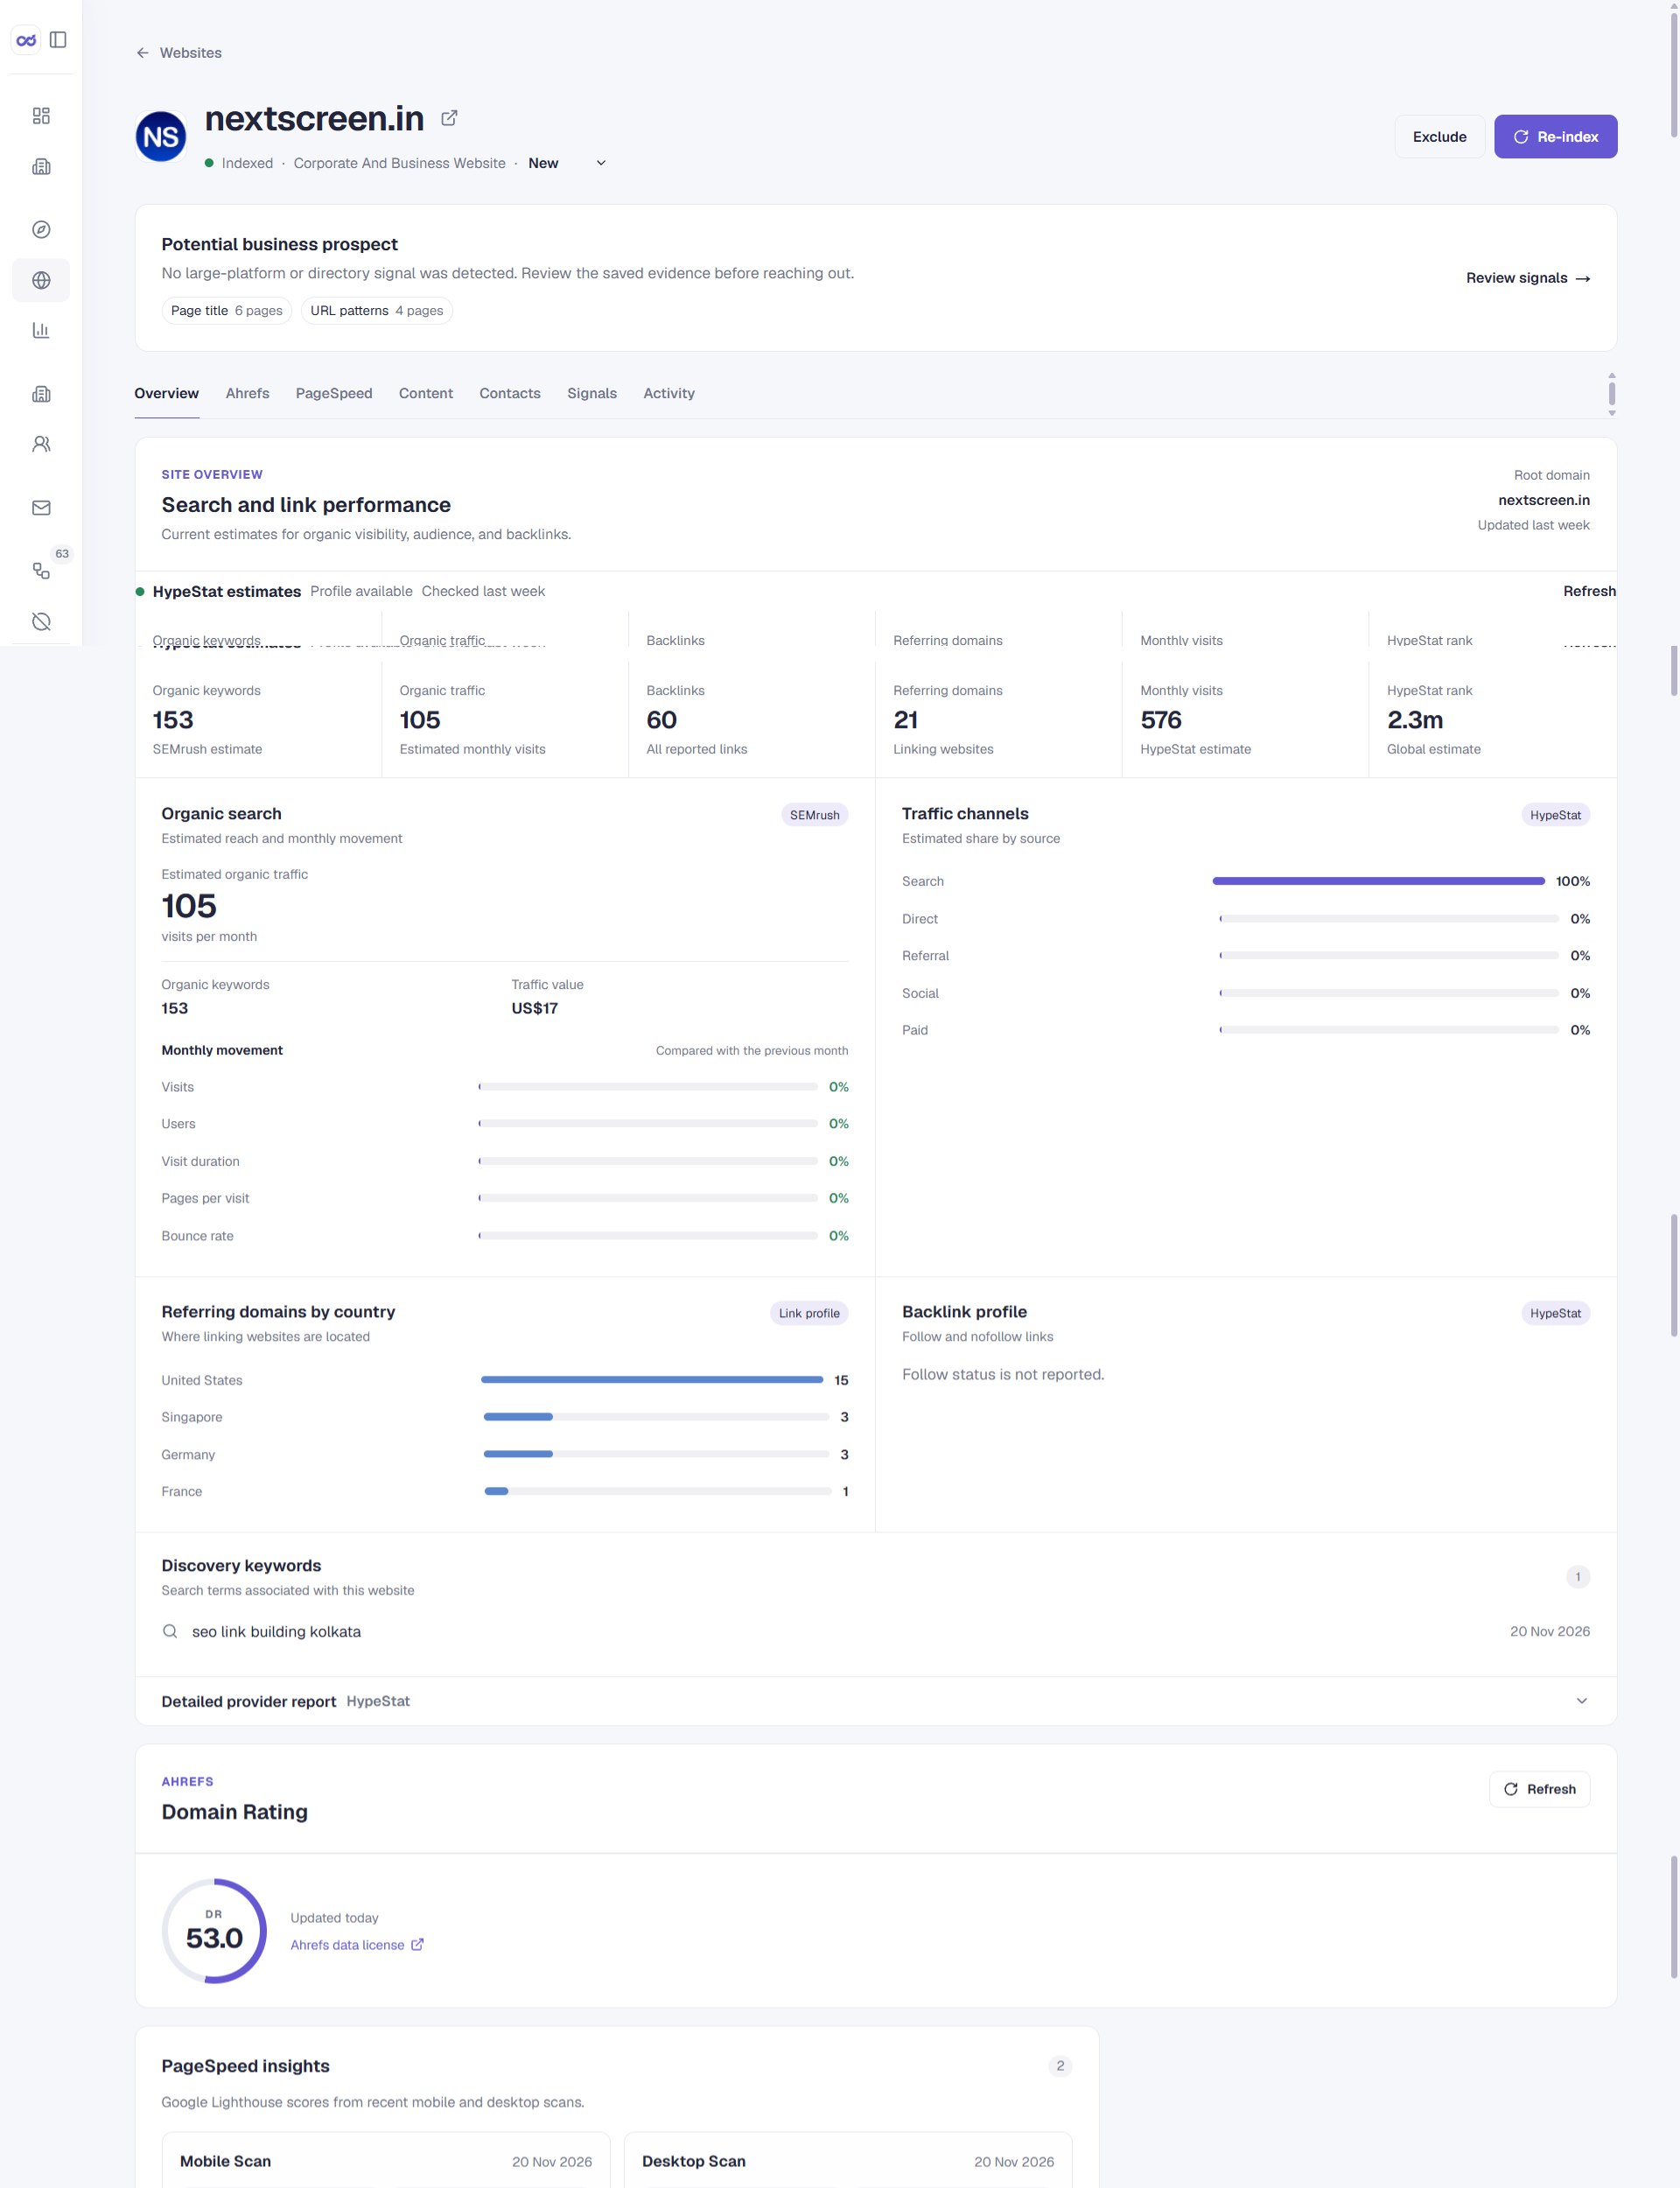 Websites
NS
nextscreen.in
Indexed · Corporate And Business Website · New
Exclude
Re-index
Potential business prospect
No large-platform or directory signal was detected. Review the saved evidence before reaching out.
Review signals →
Page title 6 pages
URL patterns 4 pages
Overview Ahrefs PageSpeed Content Contacts Signals Activity
SITE OVERVIEW
Search and link performance
Current estimates for organic visibility, audience, and backlinks.
Root domain
nextscreen.in
Updated last week
63
HypeStat estimates Profile available Checked last week
Refresh
Organic keywords Organic traffic Backlinks Referring domains Monthly visits HypeStat rank
Organic keywords Organic traffic Backlinks Referring domains Monthly visits HypeStat rank
153 105 60 21 576 2.3m
SEMrush estimate Estimated monthly visits All reported links Linking websites HypeStat estimate Global estimate
Organic search
SEMrush
Estimated reach and monthly movement
Estimated organic traffic
105
visits per month
Organic keywords Traffic value
153 US$17
Monthly movement Compared with the previous month
Visits 0%
Users 0%
Visit duration 0%
Pages per visit 0%
Bounce rate 0%
Traffic channels
HypeStat
Estimated share by source
Search 100%
Direct 0%
Referral 0%
Social 0%
Paid 0%
Referring domains by country
Link profile
Where linking websites are located
United States 15
Singapore 3
Germany 3
France 1
Backlink profile
HypeStat
Follow and nofollow links
Follow status is not reported.
Discovery keywords
1
Search terms associated with this website
seo link building kolkata 20 Nov 2026
Detailed provider report HypeStat
AHREFS
Domain Rating
Refresh
DR
53.0
Updated today
Ahrefs data license
PageSpeed insights
2
Google Lighthouse scores from recent mobile and desktop scans.
Mobile Scan 20 Nov 2026
Desktop Scan 20 Nov 2026